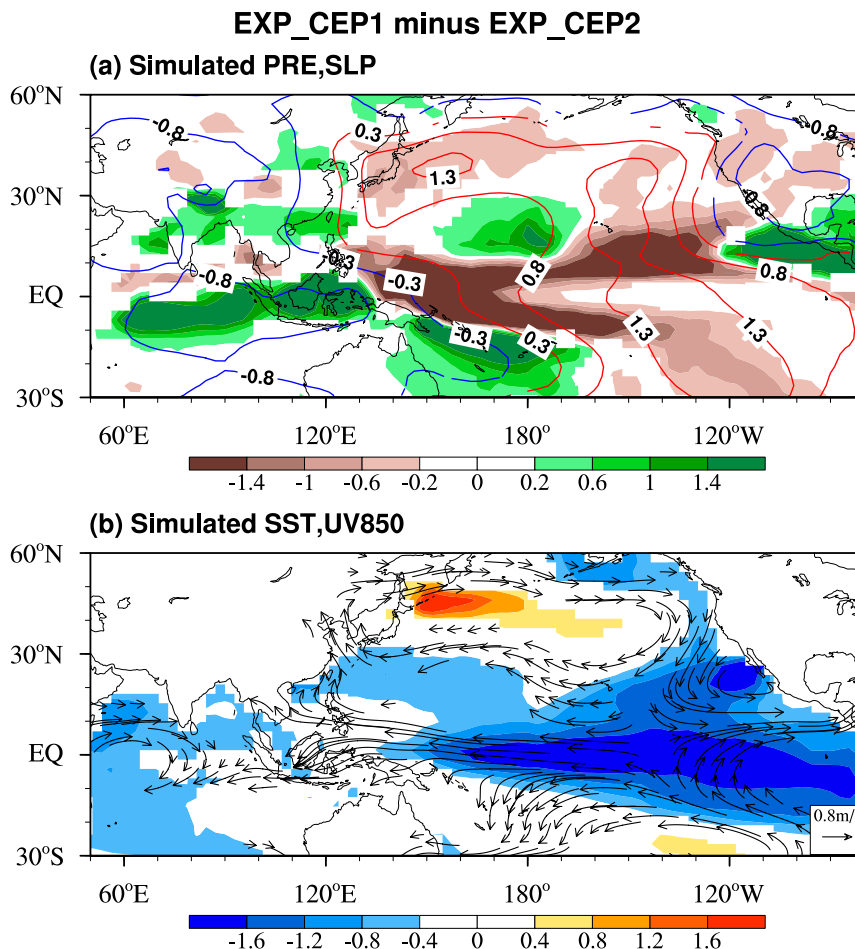 EXP_CEP1 minus EXP_CEP2
(a) Simulated PRE,SLP
60°N
30°N
EQ
30°S
-0.8
0.3
-0.8
1.3
-0.8
-0.3
-0.8
-0.3
0.8
0.8
-0.3
0.3
1.3
1.3
-0.8
60°E
120°E
180°
120°W
-1.4
-1
-0.6
-0.2
0
0.2
0.6
1
1.4
(b) Simulated SST,UV850
60°N
30°N
EQ
30°S
0.8m/
60°E
120°E
180°
120°W
-1.6
-1.2
-0.8
-0.4
0
0.4
0.8
1.2
1.6